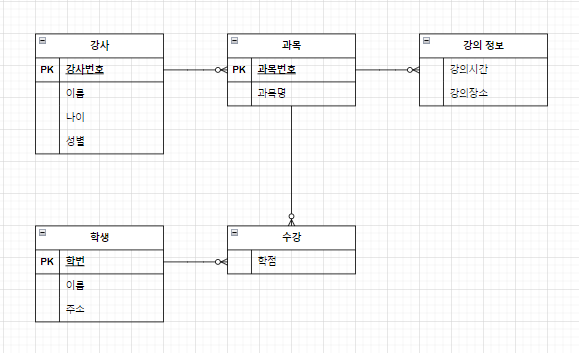 강사
PK 강사번호
이름
나이
성별
과목
PK 과목번호
과목명
강의 정보
강의시간
강의장소
학생
PK 학번
이름
주소
수강
학점